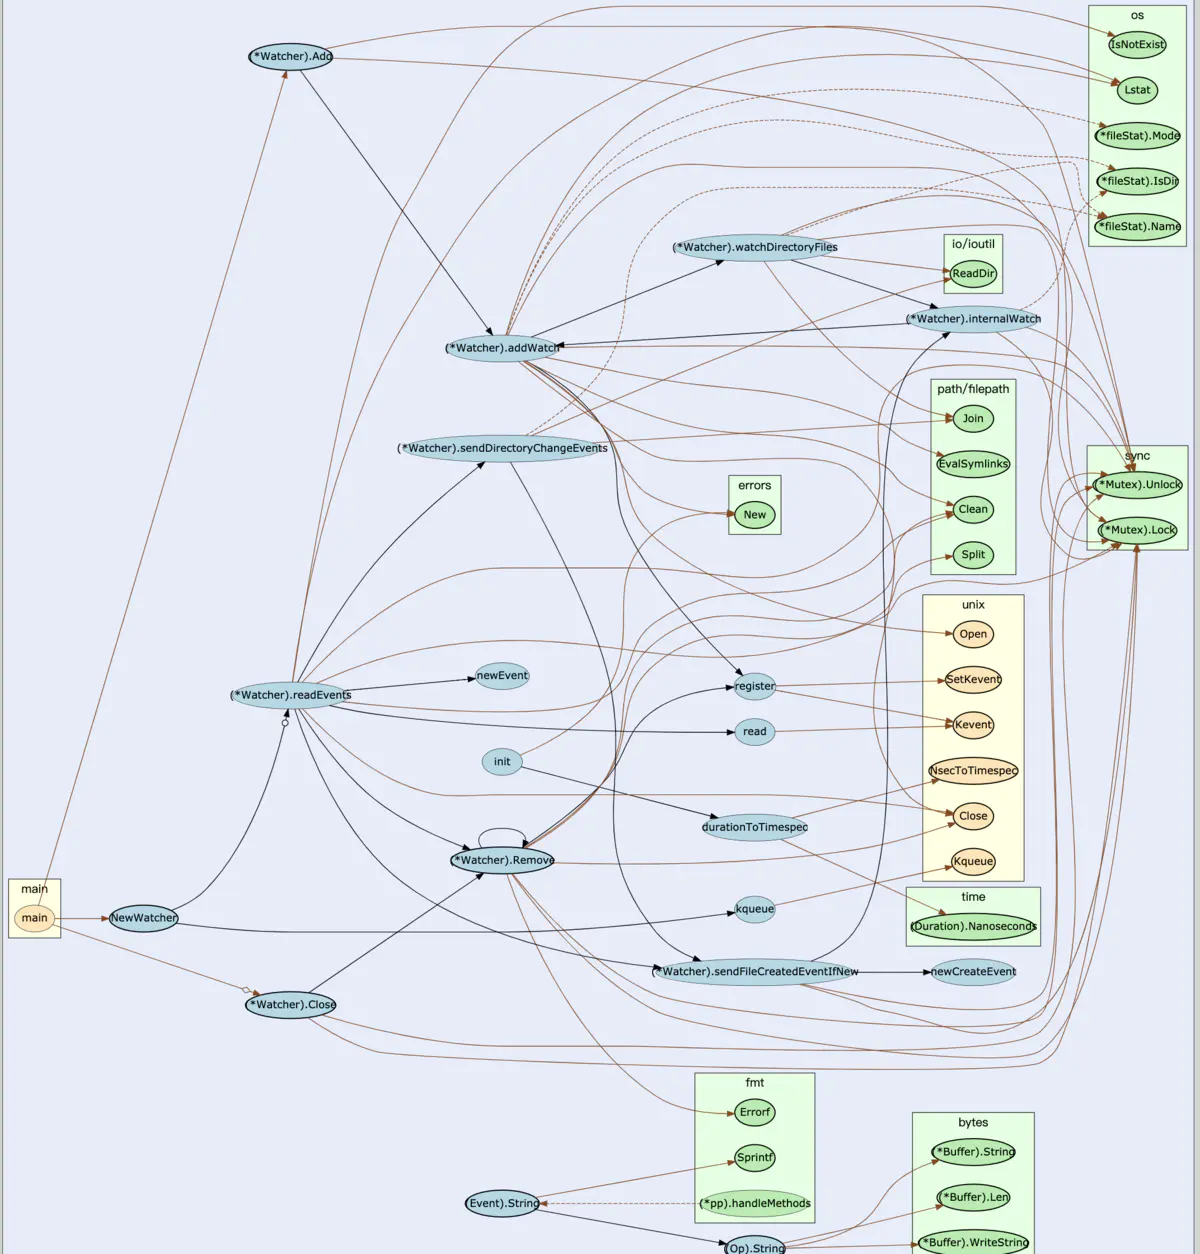 os
(*Watcher).Add
IsNotExist
Lstat
(*fileStat).Mode
(*fileStat).IsDir
(*fileStat).Name
(*Watcher).watchDirectoryFiles
io/ioutil
ReadDir
(*Watcher).internalWatch
(*Watcher).addWatch
path/filepath
Join
(*Watcher).sendDirectoryChangeEvents
EvalSymlinks
sync
(*Mutex).Unlock
errors
New
Clean
(*Mutex).Lock
Split
unix
Open
newEvent
SetKevent
register
(*Watcher).readEvents
Kevent
read
init
NsecToTimespec
Close
durationToTimespec
(*Watcher).Remove
Kqueue
main
main
NewWatcher
time
kqueue
(Duration).Nanoseconds
(*Watcher).sendFileCreatedEventIfNew
newCreateEvent
(*Watcher).Close
fmt
Errorf
bytes
Sprintf
(*Buffer).String
(Event).String
(*pp).handleMethods
(*Buffer).Len
(Op).String
(*Buffer).WriteString